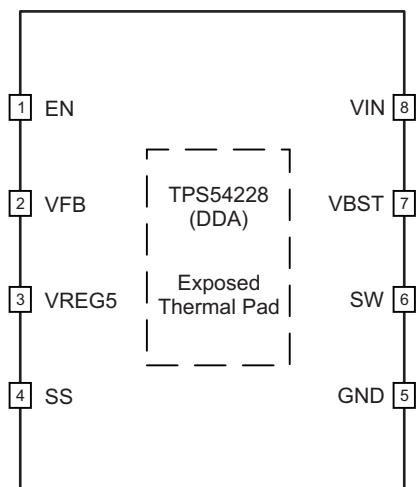 1 EN
VIN 8
TPS54228
(DDA)
2 VFB
VBST 7
Exposed
Thermal Pad
3 VREG5
SW 6
4 SS
GND 5